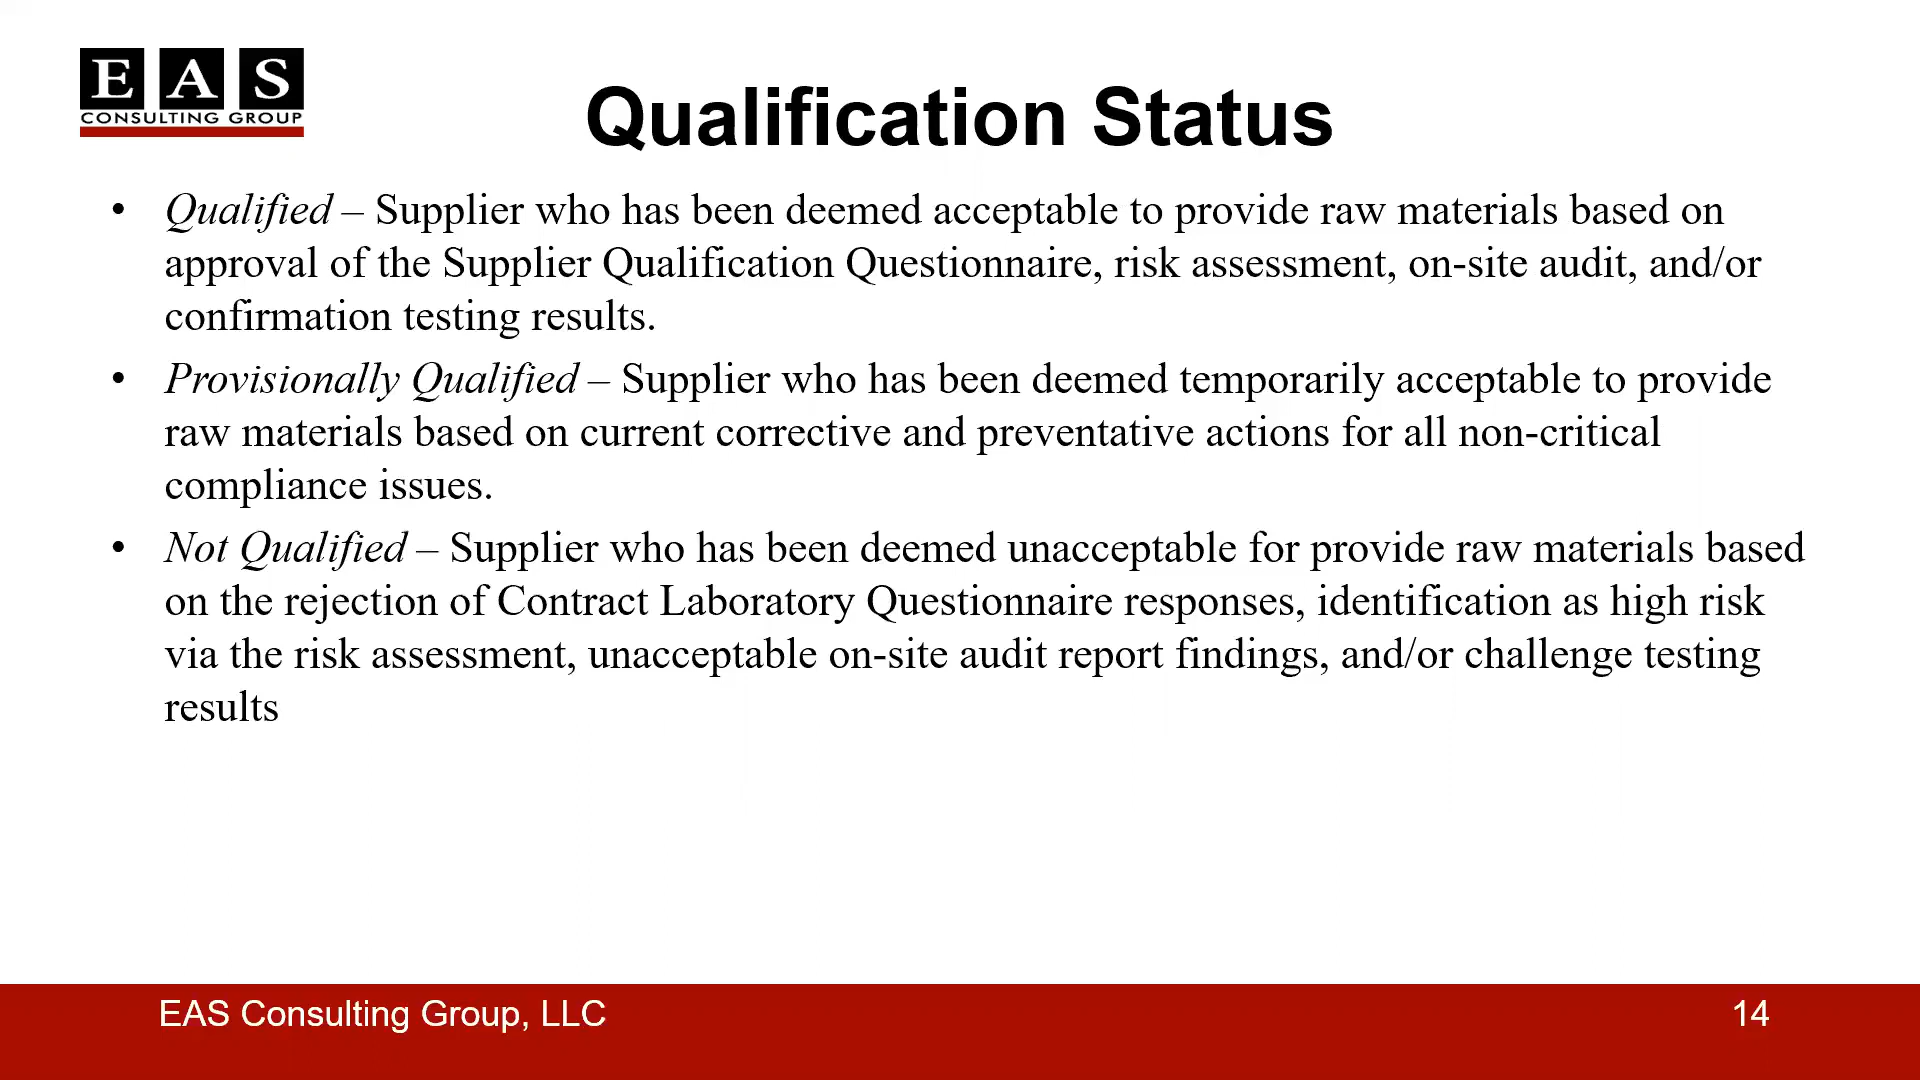 E A S
CONSULTING GROUP
Qualification Status
• Qualified – Supplier who has been deemed acceptable to provide raw materials based on
approval of the Supplier Qualification Questionnaire, risk assessment, on-site audit, and/or
confirmation testing results.
• Provisionally Qualified – Supplier who has been deemed temporarily acceptable to provide
raw materials based on current corrective and preventative actions for all non-critical
compliance issues.
• Not Qualified – Supplier who has been deemed unacceptable for provide raw materials based
on the rejection of Contract Laboratory Questionnaire responses, identification as high risk
via the risk assessment, unacceptable on-site audit report findings, and/or challenge testing
results
EAS Consulting Group, LLC
14